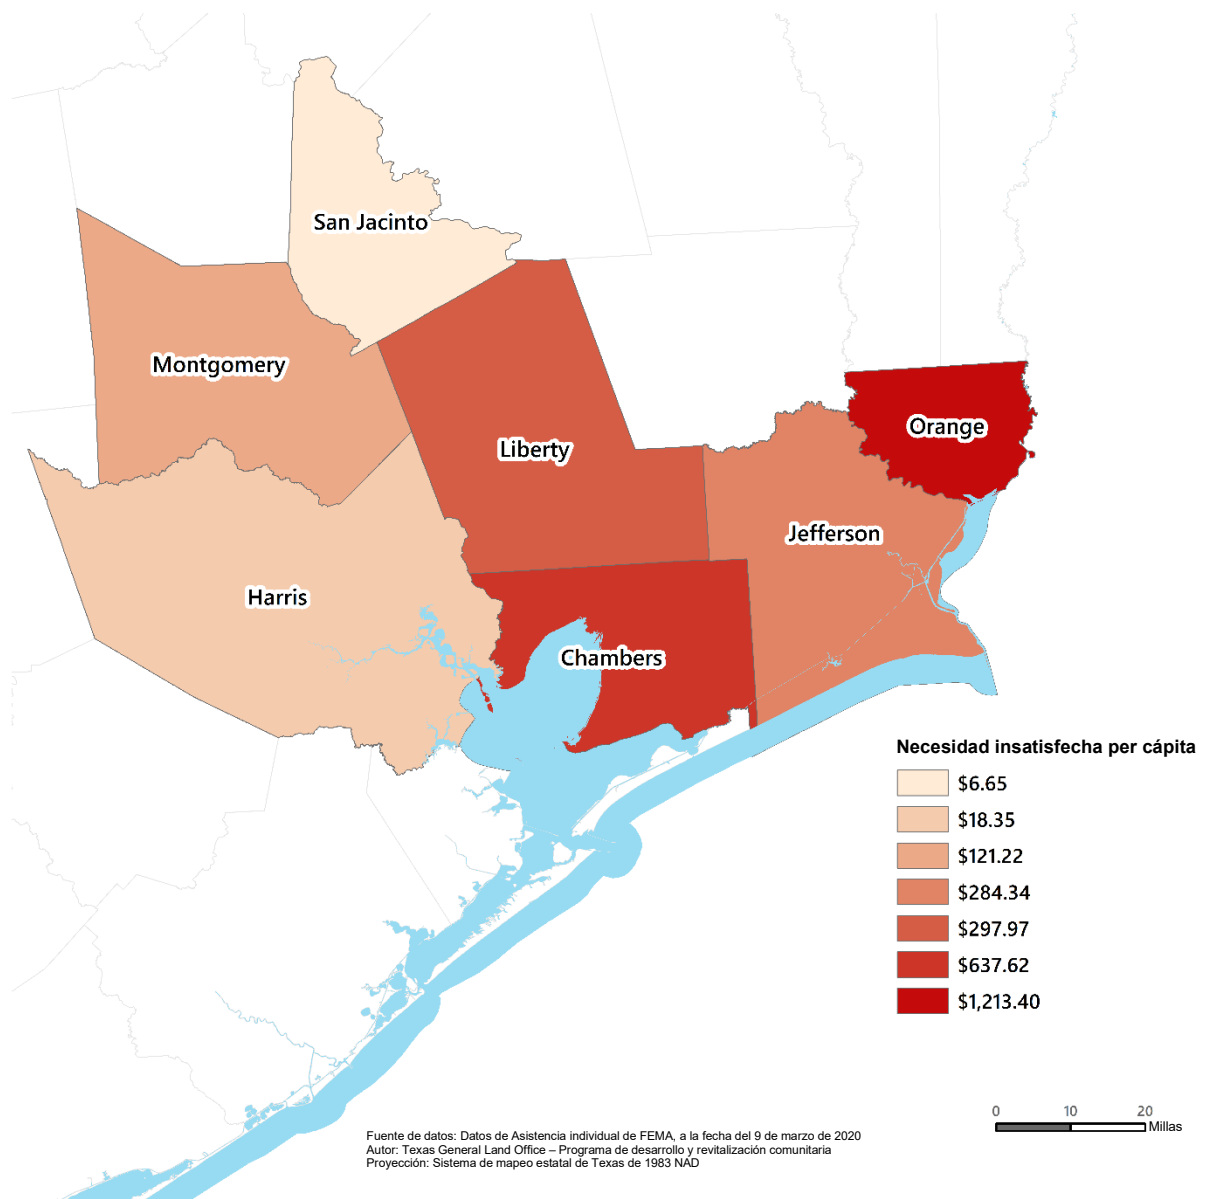 San Jacinto
Montgomery
Liberty
Orange
Jefferson
Harris
Chambers
Necesidad insatisfecha per cápita
$6.65
$18.35
$121.22
$284.34
$297.97
$637.62
$1,213.40
0 10 20
Millas
Fuente de datos: Datos de Asistencia individual de FEMA, a la fecha del 9 de marzo de 2020
Autor: Texas General Land Office – Programa de desarrollo y revitalización comunitaria
Proyección: Sistema de mapeo estatal de Texas de 1983 NAD